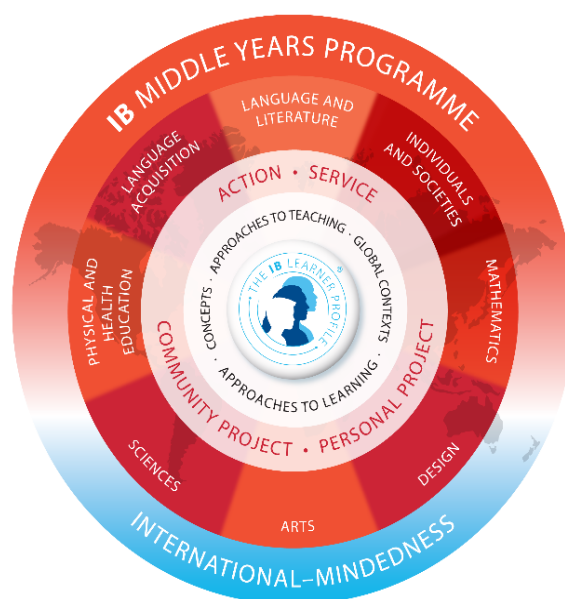 IB MIDDLE YEARS PROGRAMME
LANGUAGE AND
LITERATURE
INDIVIDUALS
AND SOCIETIES
MATHEMATICS
DESIGN
ARTS
SCIENCES
PHYSICAL AND
HEALTH
EDUCATION
LANGUAGE
ACQUISITION
ACTION • SERVICE
COMMUNITY PROJECT • PERSONAL PROJECT
APPROACHES TO TEACHING · GLOBAL CONTEXTS ·
APPROACHES TO LEARNING · CONCEPTS ·
THE IB LEARNER PROFILE ®
INTERNATIONAL–MINDEDNESS